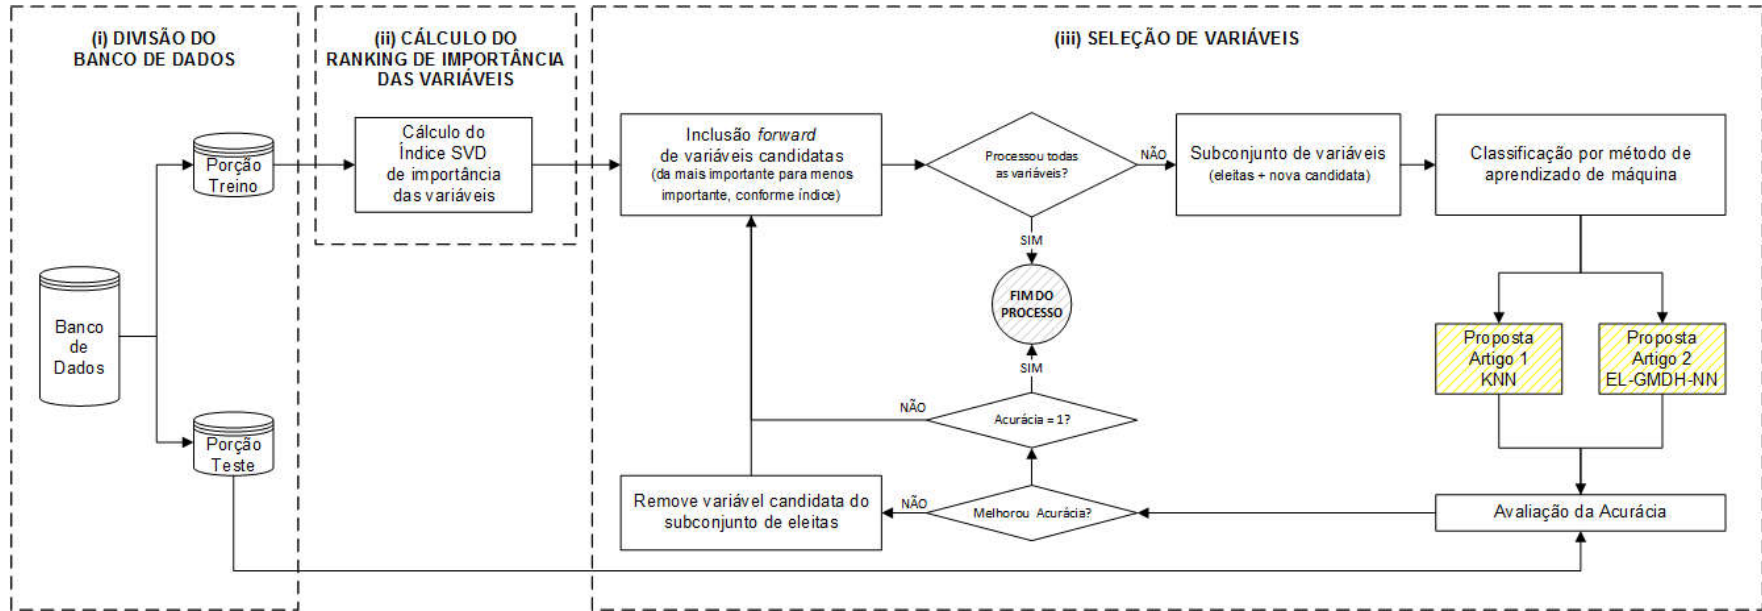 (i) DIVISÃO DO
BANCO DE DADOS
Banco
de
Dados
Porção
Treino
Porção
Teste
(ii) CÁLCULO DO
RANKING DE IMPORTÂNCIA
DAS VARIÁVEIS
Cálculo do
Índice SVD
de importância
das variáveis
(iii) SELEÇÃO DE VARIÁVEIS
Inclusão forward
de variáveis candidatas
(da mais importante para menos
importante, conforme índice)
Processou todas
as variáveis?
NÃO
SIM
Subconjunto de variáveis
(eleitas + nova candidata)
Classificação por método de
aprendizado de máquina
Proposta
Artigo 1
KNN
Proposta
Artigo 2
EL-GMDH-NN
Avaliação da Acurácia
Melhorou Acurácia?
NÃO
Remove variável candidata do
subconjunto de eleitas
Acurácia = 1?
NÃO
SIM
FIM DO
PROCESSO